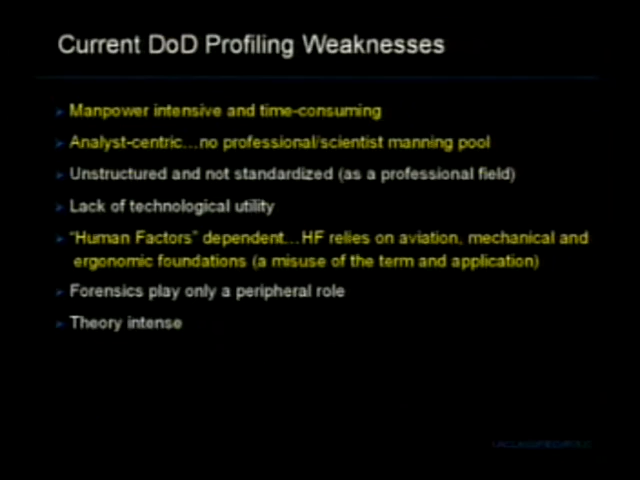 Current DoD Profiling Weaknesses
Manpower intensive and time-consuming
Analyst-centric...no professional/scientist manning pool
Unstructured and not standardized (as a professional field)
Lack of technological utility
"Human Factors" dependent...HF relies on aviation, mechanical and
ergonomic foundations (a misuse of the term and application)
Forensics play only a peripheral role
Theory intense